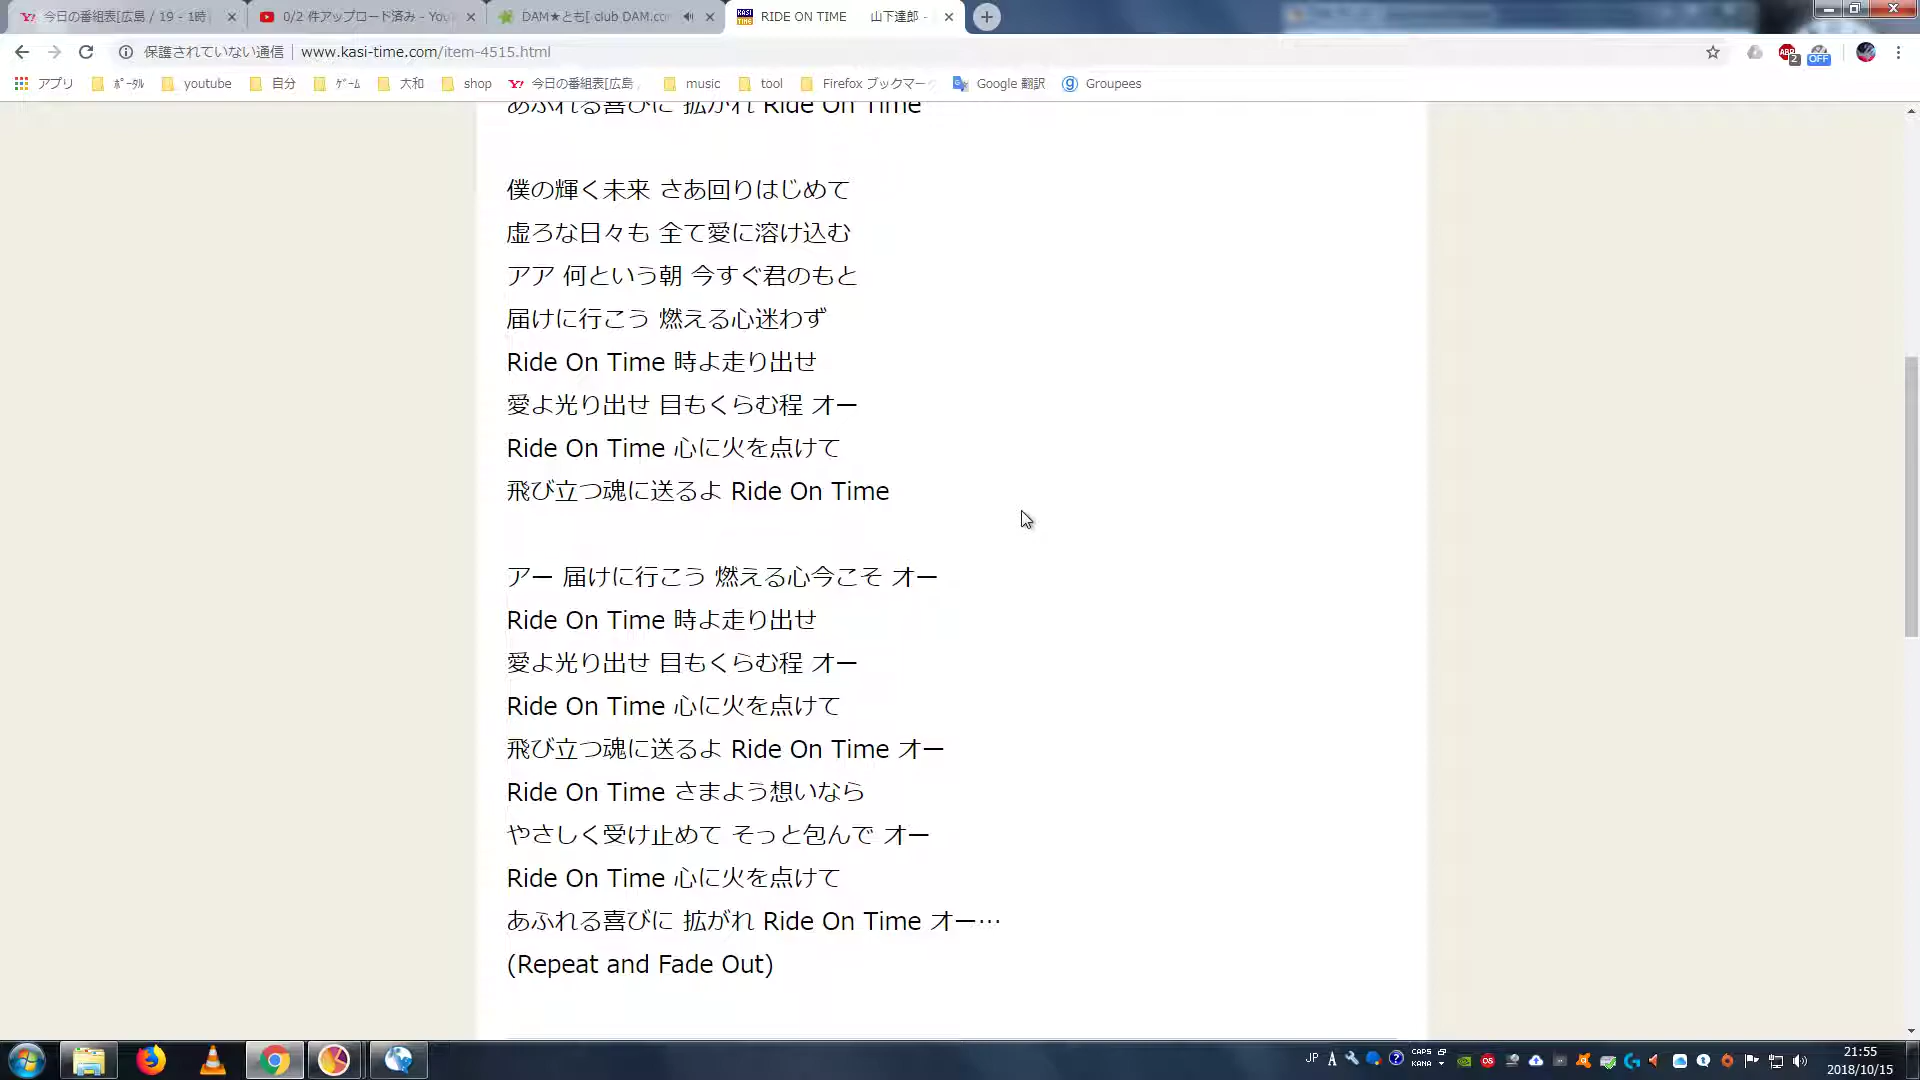 今日の番組表[広島 / 19 - 1時
0/2 件アップロード済み - You
DAM★とも[ club DAM.com
RIDE ON TIME 山下達郎 -
保護されていない通信 | www.kasi-time.com/item-4515.html
アプリ ﾎﾟｰﾀﾙ youtube 自分 ｹﾞｰﾑ 大和 shop 今日の番組表[広島 music tool Firefox ブックマーク Google 翻訳 Groupees
あふれる喜びに 拡がれ Ride On Time
僕の輝く未来 さあ回りはじめて
虚ろな日々も 全て愛に溶け込む
アア 何という朝 今すぐ君のもと
届けに行こう 燃える心迷わず
Ride On Time 時よ走り出せ
愛よ光り出せ 目もくらむ程 オー
Ride On Time 心に火を点けて
飛び立つ魂に送るよ Ride On Time
アー 届けに行こう 燃える心今こそ オー
Ride On Time 時よ走り出せ
愛よ光り出せ 目もくらむ程 オー
Ride On Time 心に火を点けて
飛び立つ魂に送るよ Ride On Time オー
Ride On Time さまよう想いなら
やさしく受け止めて そっと包んで オー
Ride On Time 心に火を点けて
あふれる喜びに 拡がれ Ride On Time オー…
(Repeat and Fade Out)
JP A CAPS KANA
21:55
2018/10/15